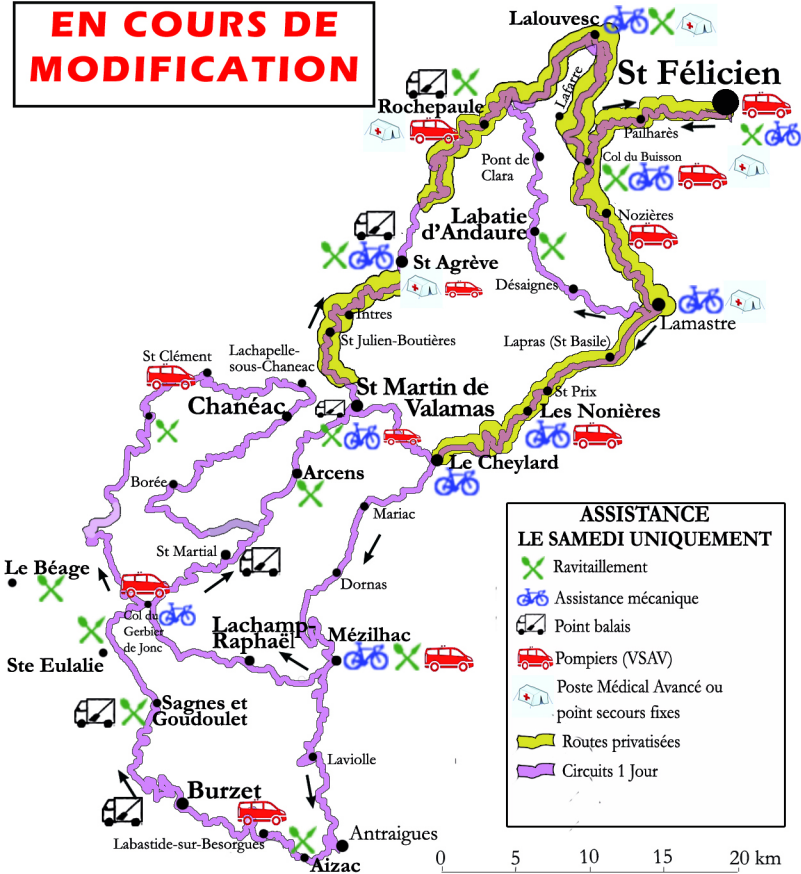 EN COURS DE
MODIFICATION
Lalouvesc
St Félicien
Lafarre
Rochepaule
Pailharès
Pont de
Clara
Col du Buisson
Labatie
d'Andaure
Nozières
St Agrève
Désaignes
Intres
Lamastre
St Julien-Boutières
Lapras (St Basile)
St Clément
Lachapelle-
sous-Chaneac
St Martin de
Valamas
St Prix
Chanéac
Les Nonières
Le Cheylard
Arcens
Borée
Mariac
St Martial
Le Béage
Dornas
Col du
Gerbier
de Jonc
Lachamp-
Raphaël
Mézilhac
Ste Eulalie
Sagnes et
Goudoulet
Laviolle
Burzet
Labastide-sur-Besorgues
Antraigues
Aizac
ASSISTANCE
LE SAMEDI UNIQUEMENT
Ravitaillement
Assistance mécanique
Point balais
Pompiers (VSAV)
Poste Médical Avancé ou
point secours fixes
Routes privatisées
Circuits 1 Jour
0 5 10 15 20 km